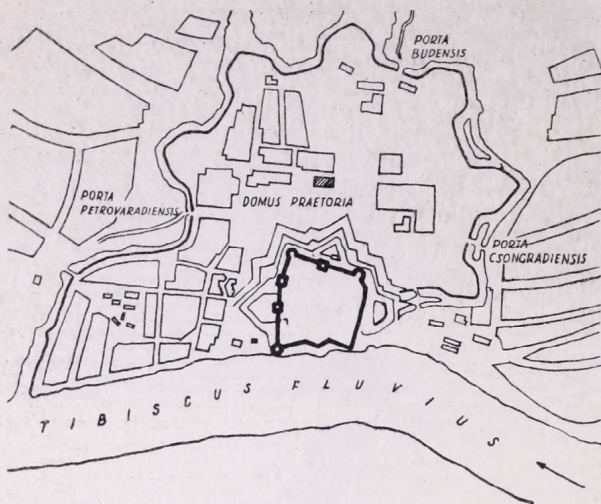 PORTA
BUDENSIS
PORTA
PETROVARADIENSIS
DOMUS PRAETORIA
PORTA
CSONGRADIENSIS
TIBISCUS FLUVIUS